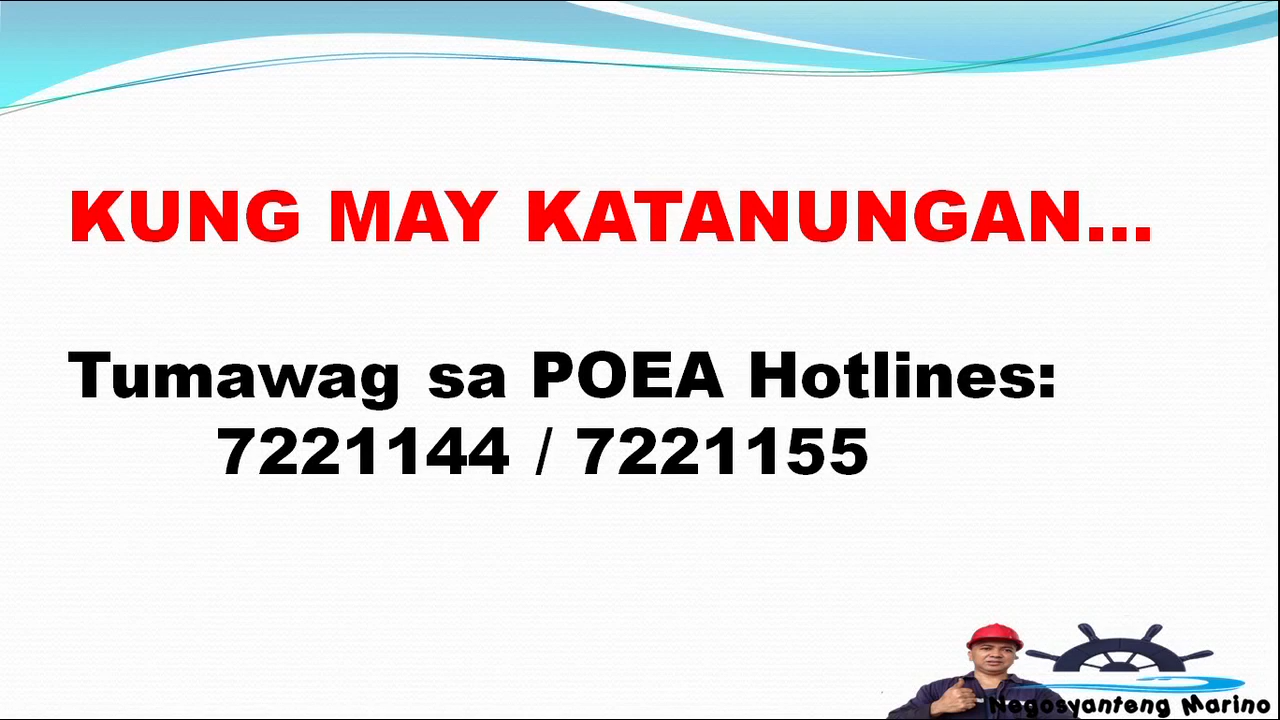 KUNG MAY KATANUNGAN...
Tumawag sa POEA Hotlines:
7221144 / 7221155
Negosyanteng Marino